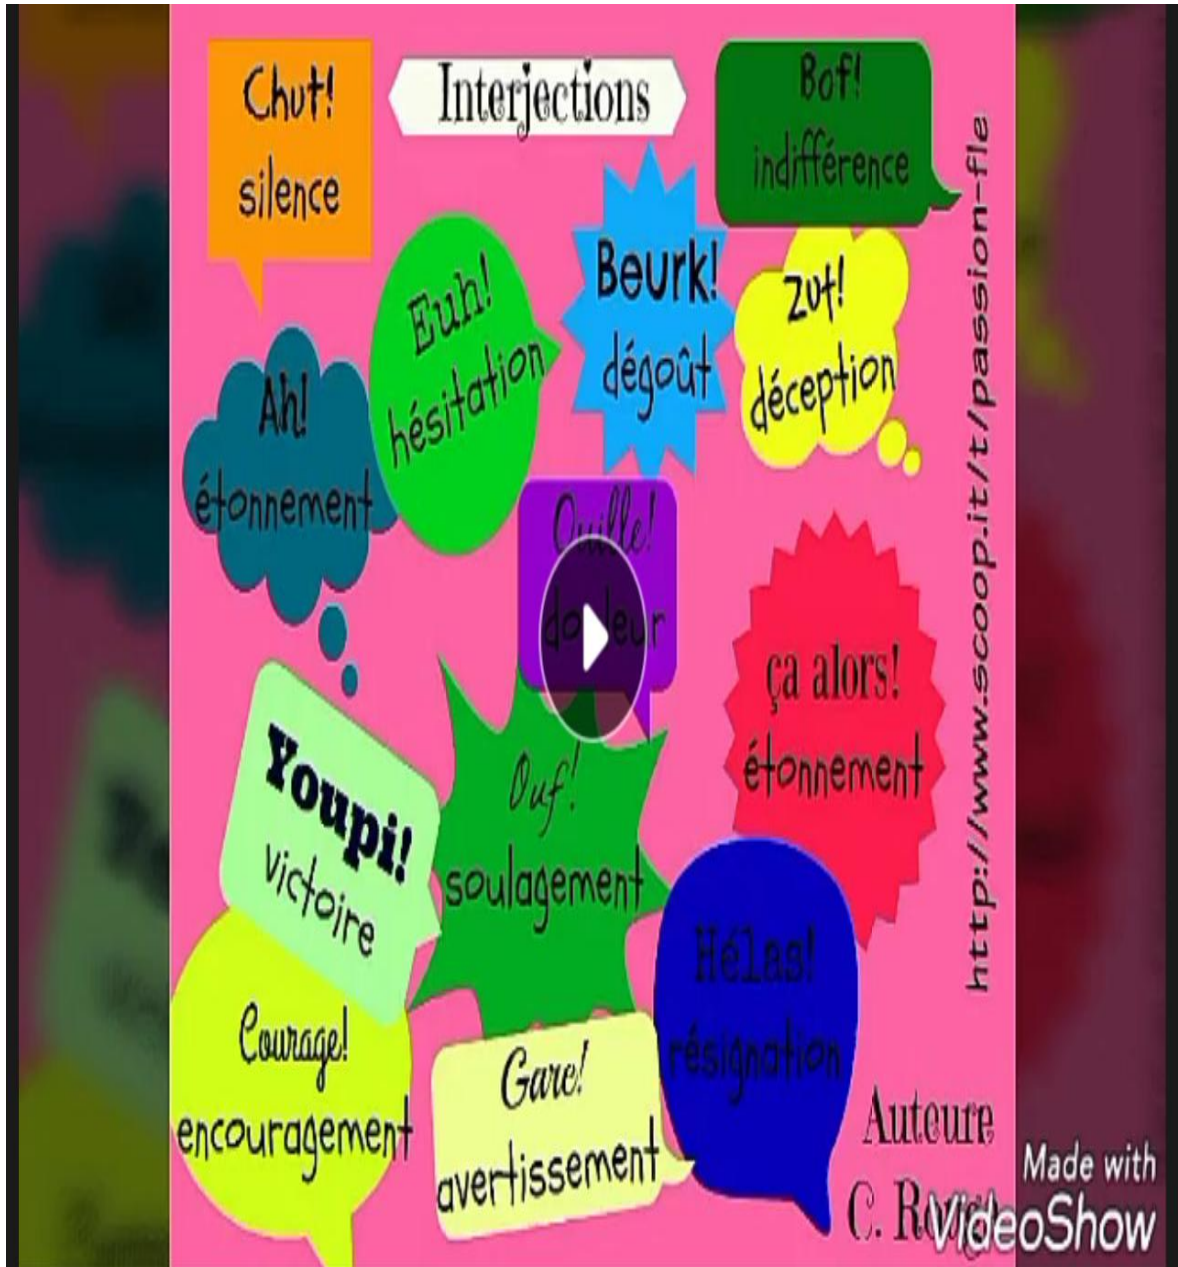 Chut!
silence
Interjections
Bof!
indifférence
Euh!
hésitation
Beurk!
dégoût
Zut!
déception
Ah!
étonnement
Ouille!
douleur
ça alors!
étonnement
Youpi!
victoire
Ouf!
soulagement
Hélas!
résignation
Courage!
encouragement
Gare!
avertissement
http://www.scoop.it/t/passion-fle
Auteure
C.
Made with
VideoShow